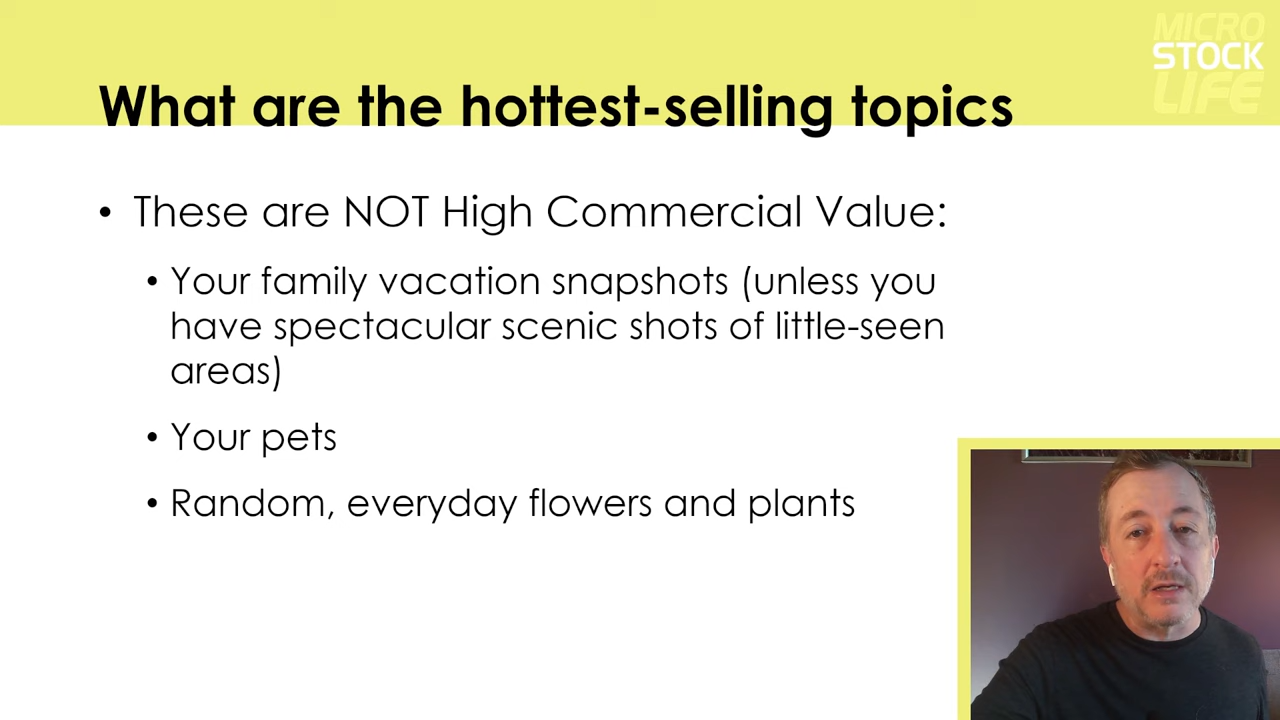 MICRO
STOCK
LIFE
What are the hottest-selling topics
• These are NOT High Commercial Value:
• Your family vacation snapshots (unless you
have spectacular scenic shots of little-seen
areas)
• Your pets
• Random, everyday flowers and plants